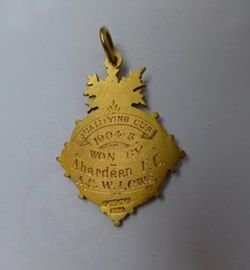 QUALIFYING CUP
1904-5
WON BY
Aberdeen F.C.
W. LOWE